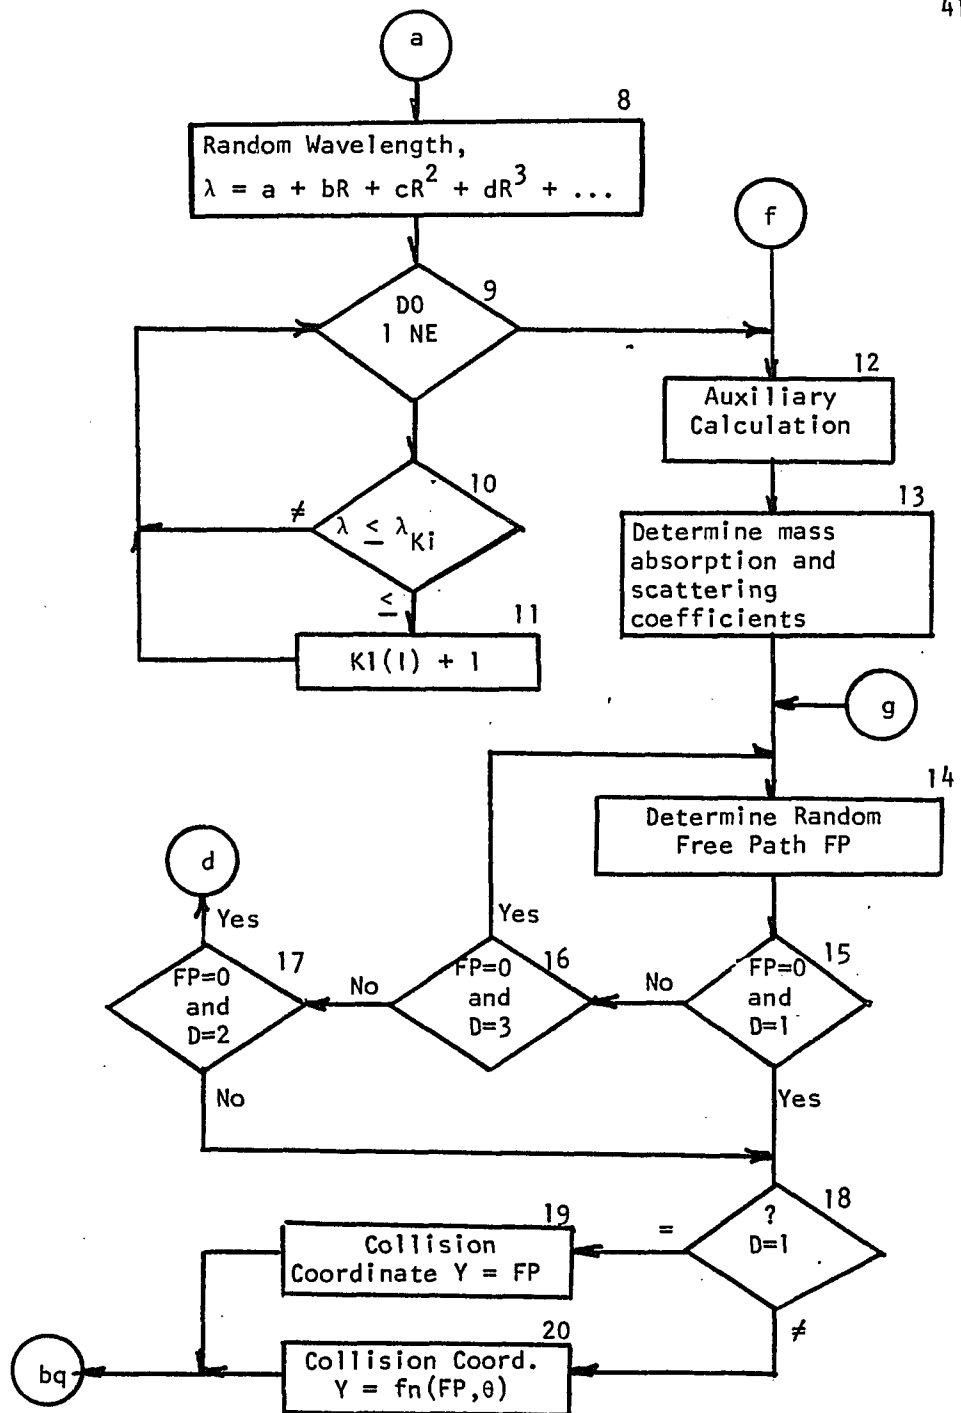 41
a
8
Random Wavelength,
λ = a + bR + cR² + dR³ + ...
f
9
DO
1 NE
12
Auxiliary
Calculation
10
≠
λ ≤ λKi
≤
13
Determine mass
absorption and
scattering
coefficients
11
K1(1) + 1
g
14
Determine Random
Free Path FP
d
Yes
17
FP=0
and
D=2
No
No
Yes
16
FP=0
and
D=3
No
15
FP=0
and
D=1
Yes
18
?
D=1
=
≠
19
Collision
Coordinate Y = FP
20
Collision Coord.
Y = fn(FP,θ)
bq